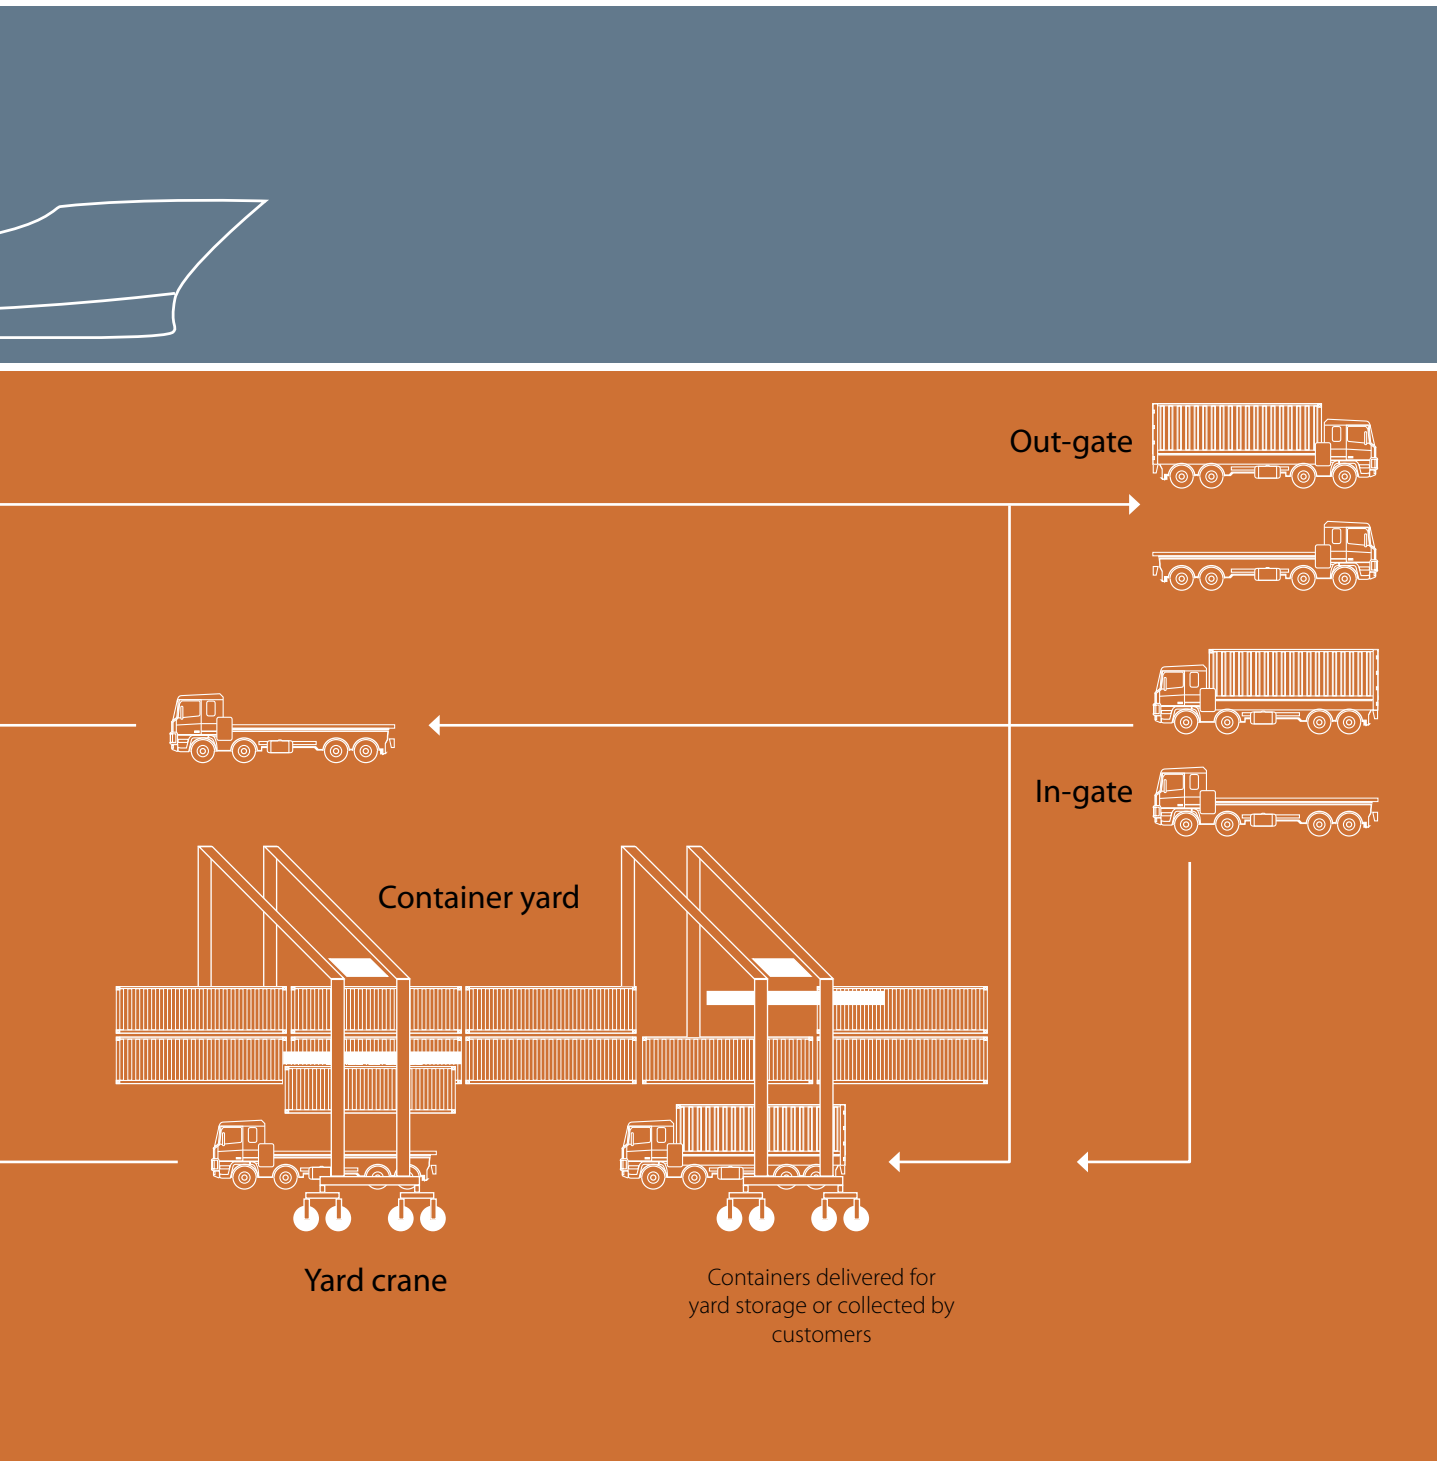 Out-gate
In-gate
Container yard
Yard crane
Containers delivered for
yard storage or collected by
customers